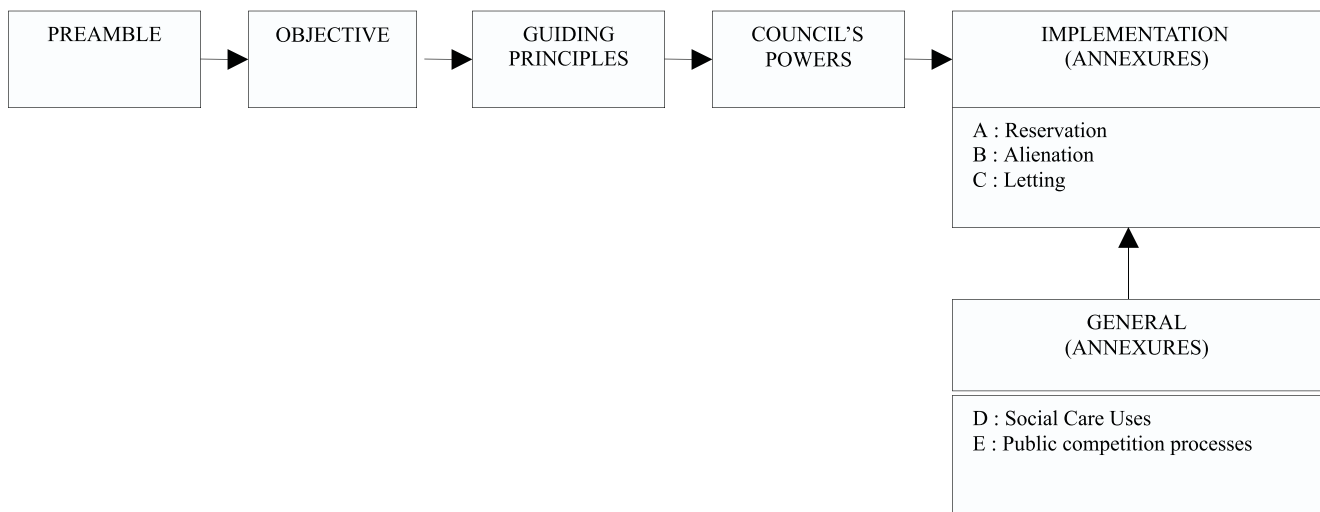 PREAMBLE
OBJECTIVE
GUIDING
PRINCIPLES
COUNCIL’S
POWERS
IMPLEMENTATION
(ANNEXURES)
A : Reservation
B : Alienation
C : Letting
GENERAL
(ANNEXURES)
D : Social Care Uses
E : Public competition processes